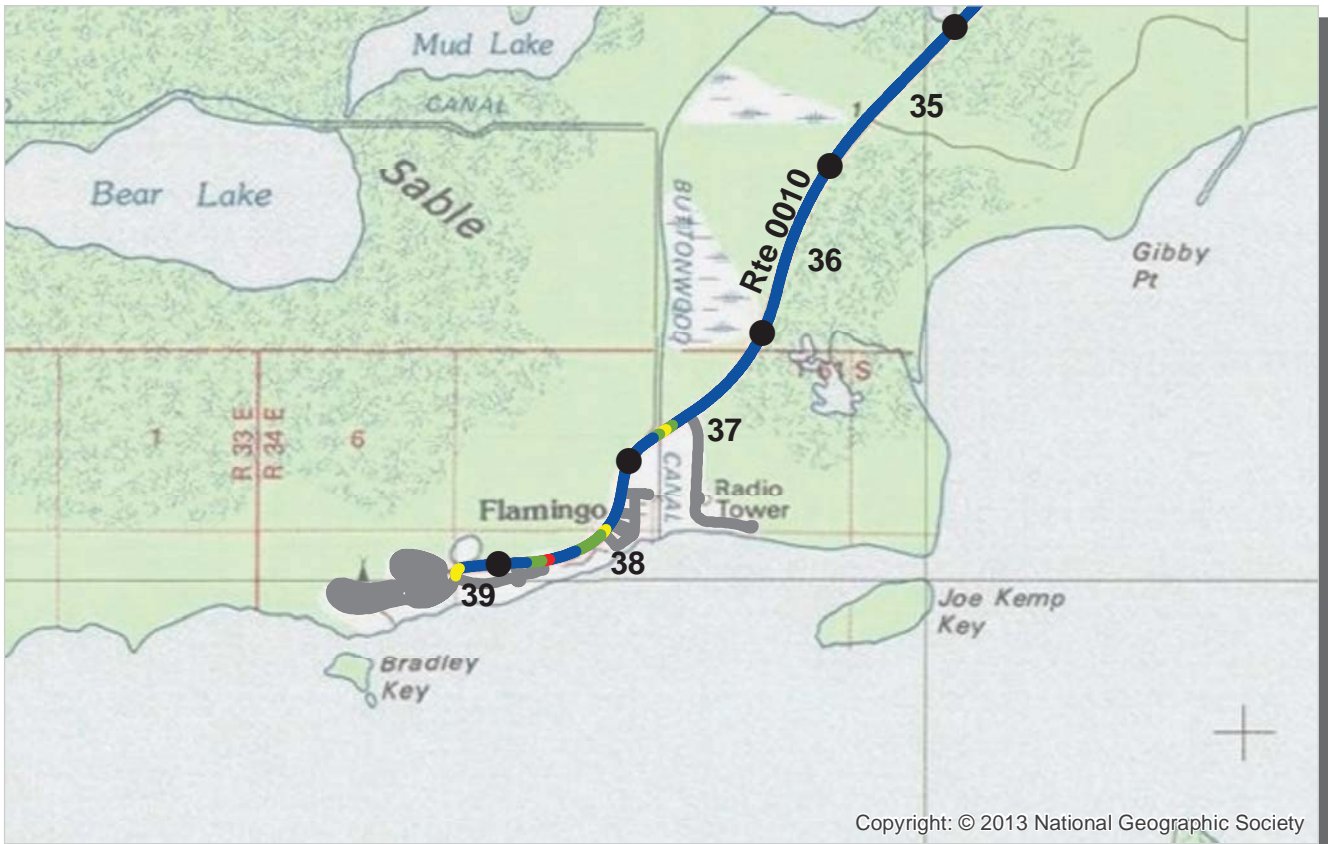 Mud Lake
CANAL
35
1
Bear Lake
Sable
BUTTONWOOD
Rte 0010
36
Gibby
Pt
T 61 S
R 33 E
R 34 E
1
6
37
CANAL
Radio
Tower
Flamingo
38
39
Joe Kemp
Key
Bradley
Key
Copyright: © 2013 National Geographic Society